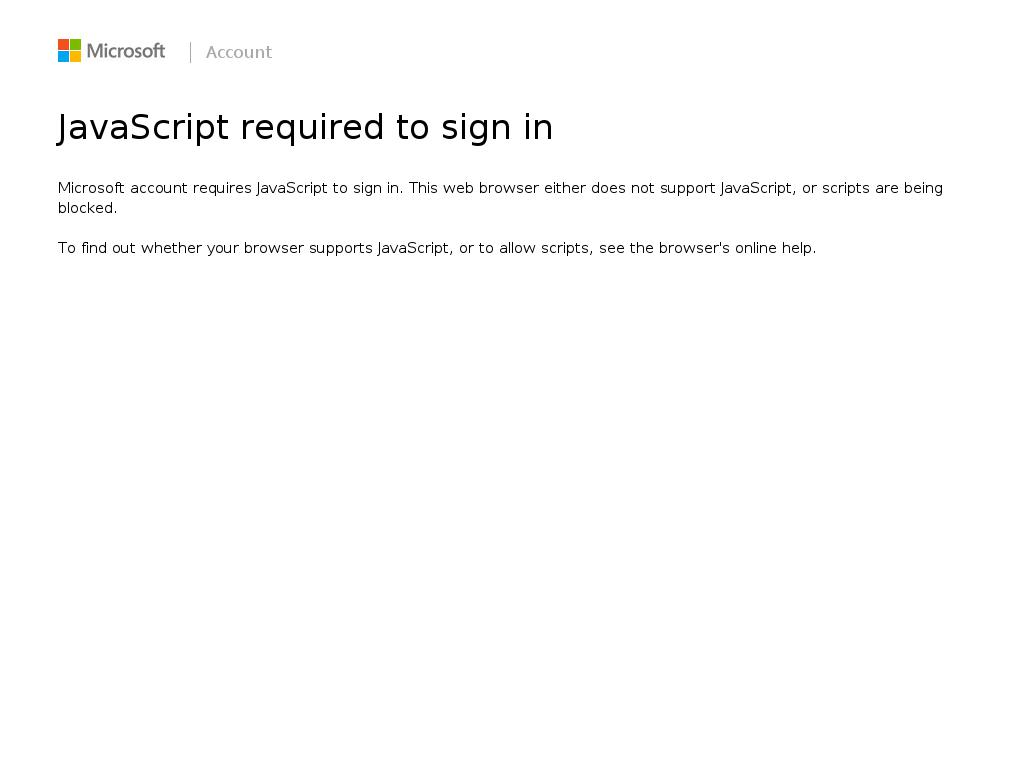 Microsoft | Account
JavaScript required to sign in
Microsoft account requires JavaScript to sign in. This web browser either does not support JavaScript, or scripts are being
blocked.
To find out whether your browser supports JavaScript, or to allow scripts, see the browser's online help.